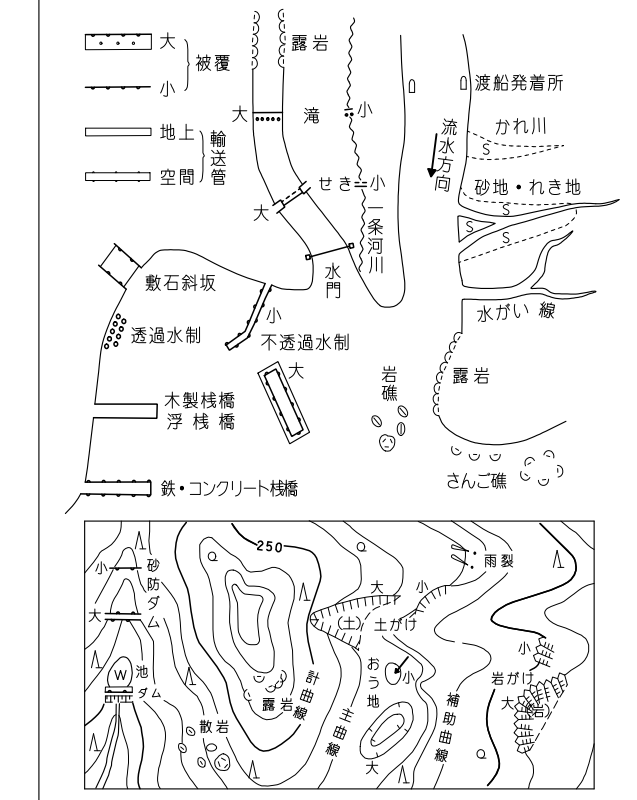 大
小
被覆
地上
空間
輸送管
露岩
大
滝
小
せき
小
大
一条河川
水門
渡船発着所
流水方向
かれ川
S
砂地・れき地
S
S
S
水がい線
敷石斜坂
透過水制
小
不透過水制
大
木製桟橋
浮桟橋
岩礁
露岩
さんご礁
鉄・コンクリート桟橋
250
小
砂防ダム
大
W
池
ダム
露岩
散岩
計曲線
主曲線
補助曲線
大
小
(土)
土がけ
おう地
小
大
雨裂
小
岩がけ
大
(岩)